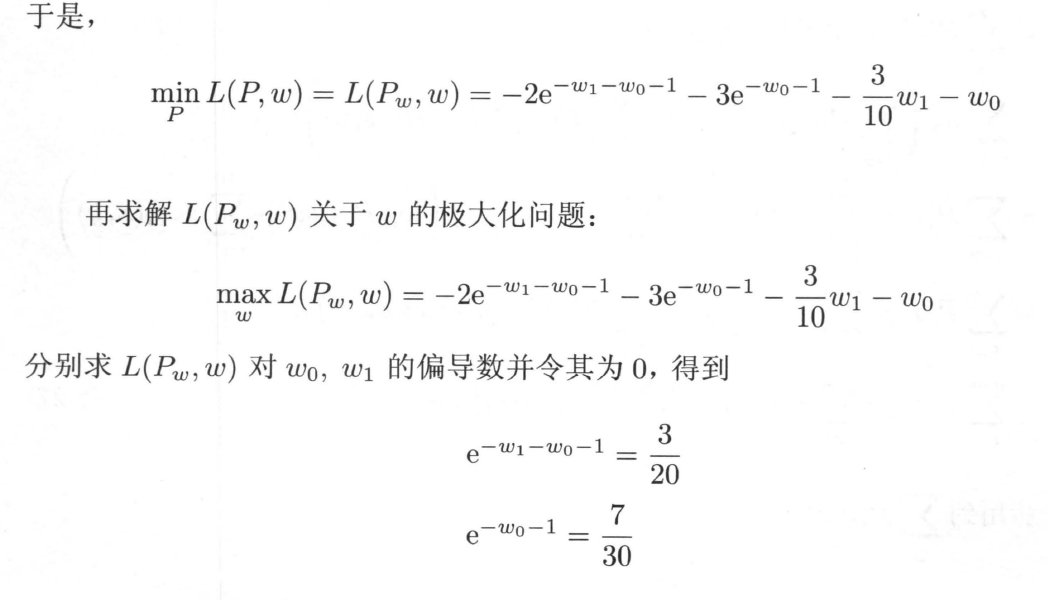 于是，
$$\min_{P} L(P, w) = L(P_w, w) = -2\mathrm{e}^{-w_1-w_0-1} - 3\mathrm{e}^{-w_0-1} - \frac{3}{10}w_1 - w_0$$
再求解 $L(P_w, w)$ 关于 $w$ 的极大化问题：
$$\max_{w} L(P_w, w) = -2\mathrm{e}^{-w_1-w_0-1} - 3\mathrm{e}^{-w_0-1} - \frac{3}{10}w_1 - w_0$$
分别求 $L(P_w, w)$ 对 $w_0$, $w_1$ 的偏导数并令其为 0，得到
$$\mathrm{e}^{-w_1-w_0-1} = \frac{3}{20}$$
$$\mathrm{e}^{-w_0-1} = \frac{7}{30}$$